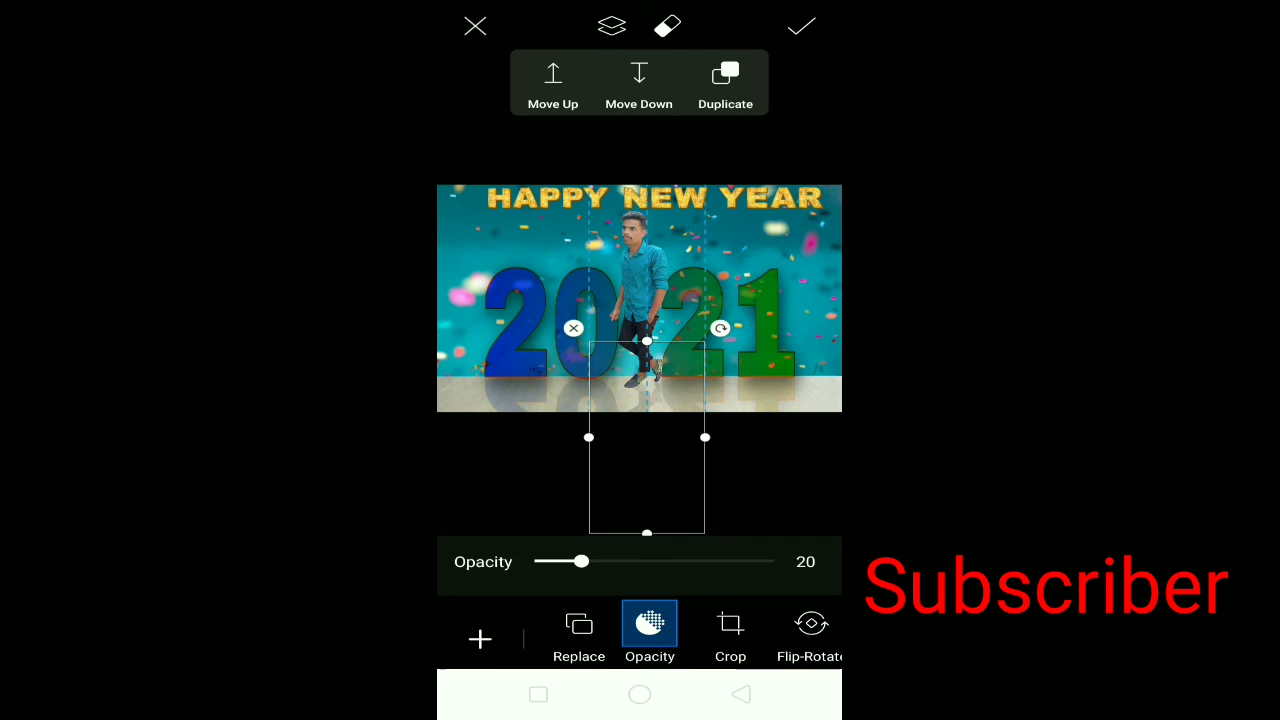 Move Up Move Down Duplicate
HAPPY NEW YEAR
2021
Opacity 20
Subscriber
Replace Opacity Crop Flip-Rotate